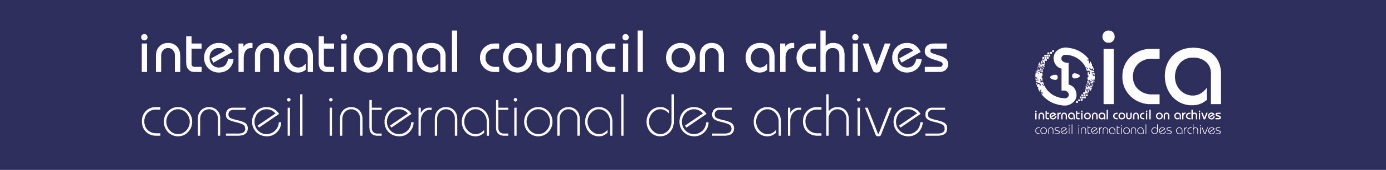 international council on archives
conseil international des archives
ica
international council on archives
conseil international des archives